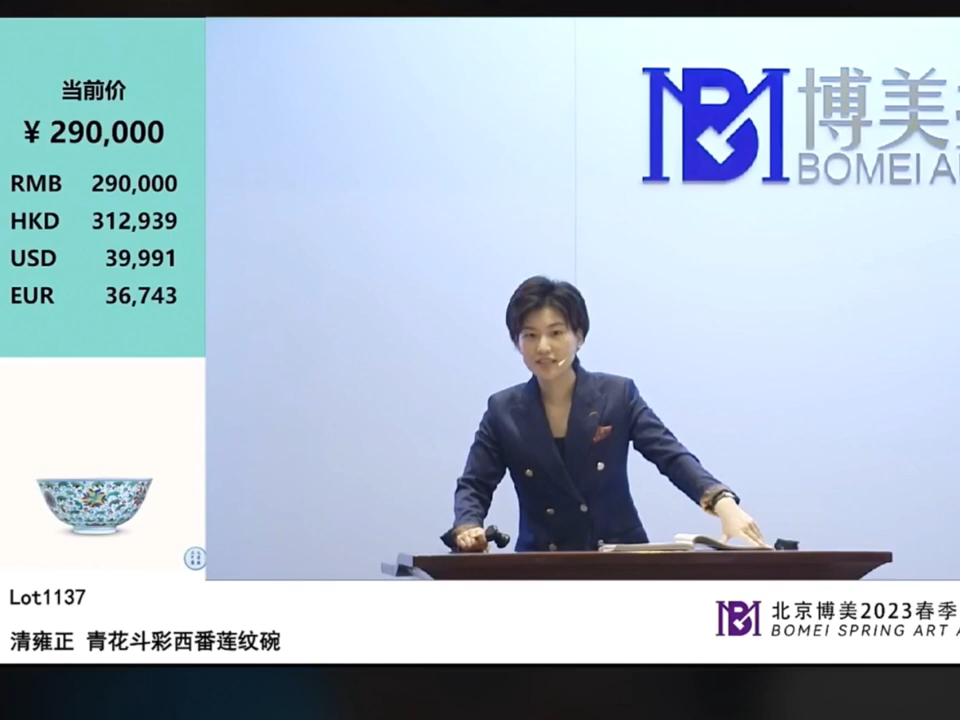 当前价
¥ 290,000
RMB 290,000
HKD 312,939
USD 39,991
EUR 36,743
博美
BOMEI A
Lot1137
清雍正 青花斗彩西番莲纹碗
北京博美2023春季
BOMEI SPRING ART A